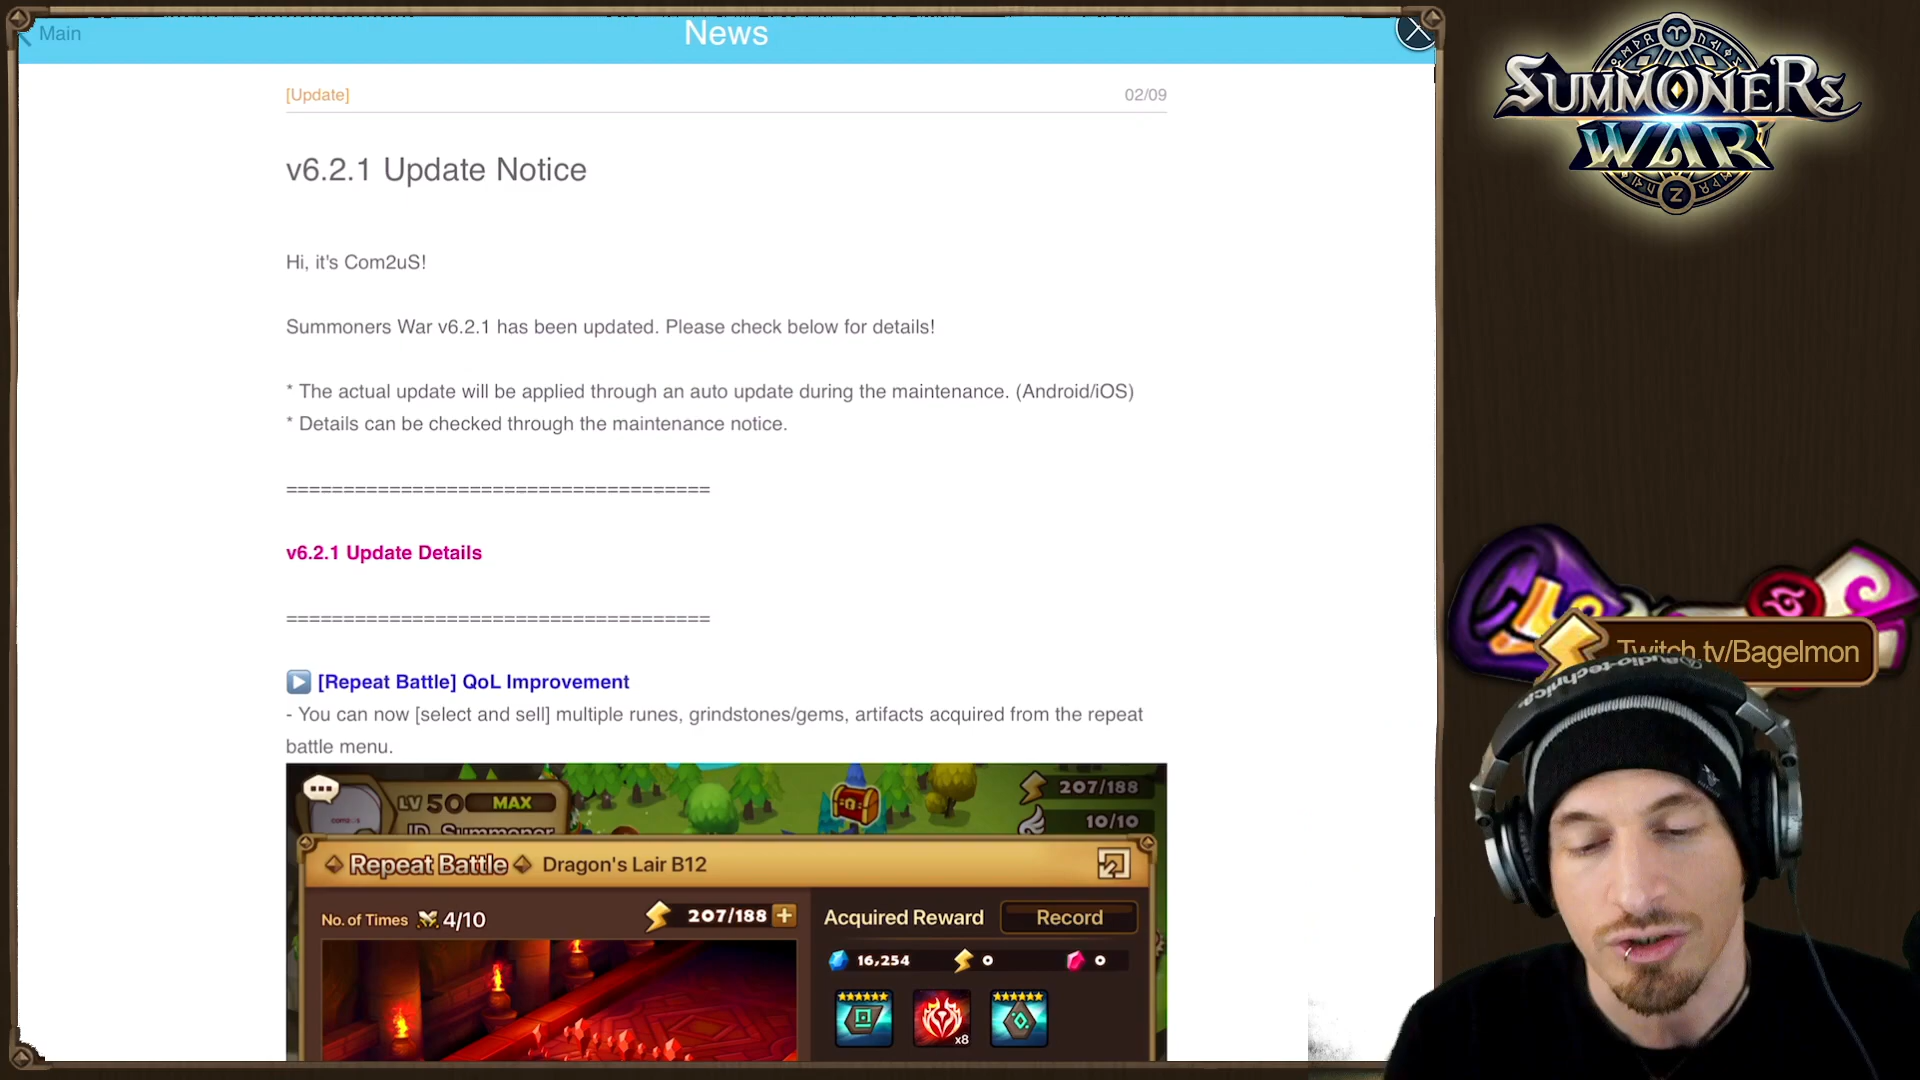 Main
News
[Update] 02/09
v6.2.1 Update Notice
Hi, it's Com2uS!
Summoners War v6.2.1 has been updated. Please check below for details!
* The actual update will be applied through an auto update during the maintenance. (Android/iOS)
* Details can be checked through the maintenance notice.
===================================
v6.2.1 Update Details
===================================
[Repeat Battle] QoL Improvement
- You can now [select and sell] multiple runes, grindstones/gems, artifacts acquired from the repeat
battle menu.
LV 50 MAX
207/188
ID_Summoner
10/10
Repeat Battle Dragon's Lair B12
No. of Times 4/10
207/188 +
Acquired Reward Record
16,254 0 0
x8
SUMMONERS
WAR
Z
Twitch.tv/Bagelmon
audio-technica